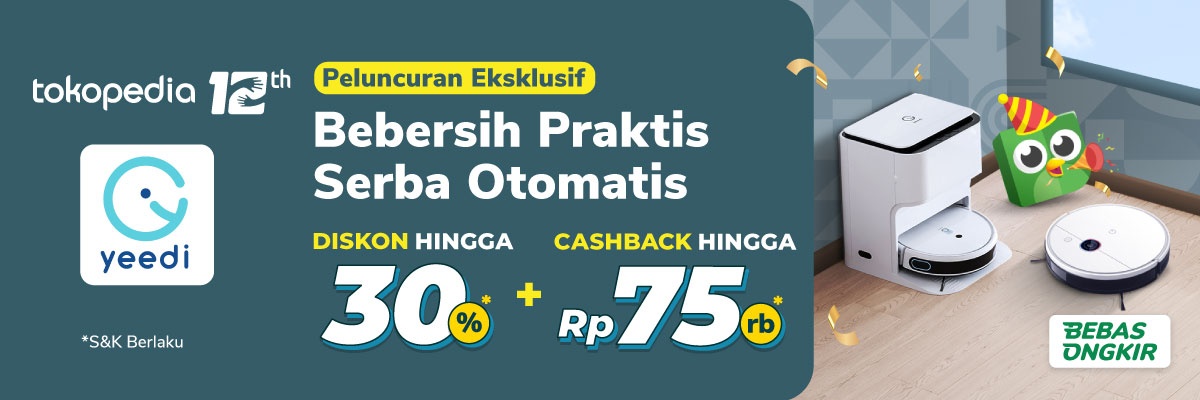 tokopedia 12th
yeedi
*S&K Berlaku
Peluncuran Eksklusif
Bebersih Praktis
Serba Otomatis
DISKON HINGGA
30%*
+
CASHBACK HINGGA
Rp75rb*
BEBAS
ONGKIR